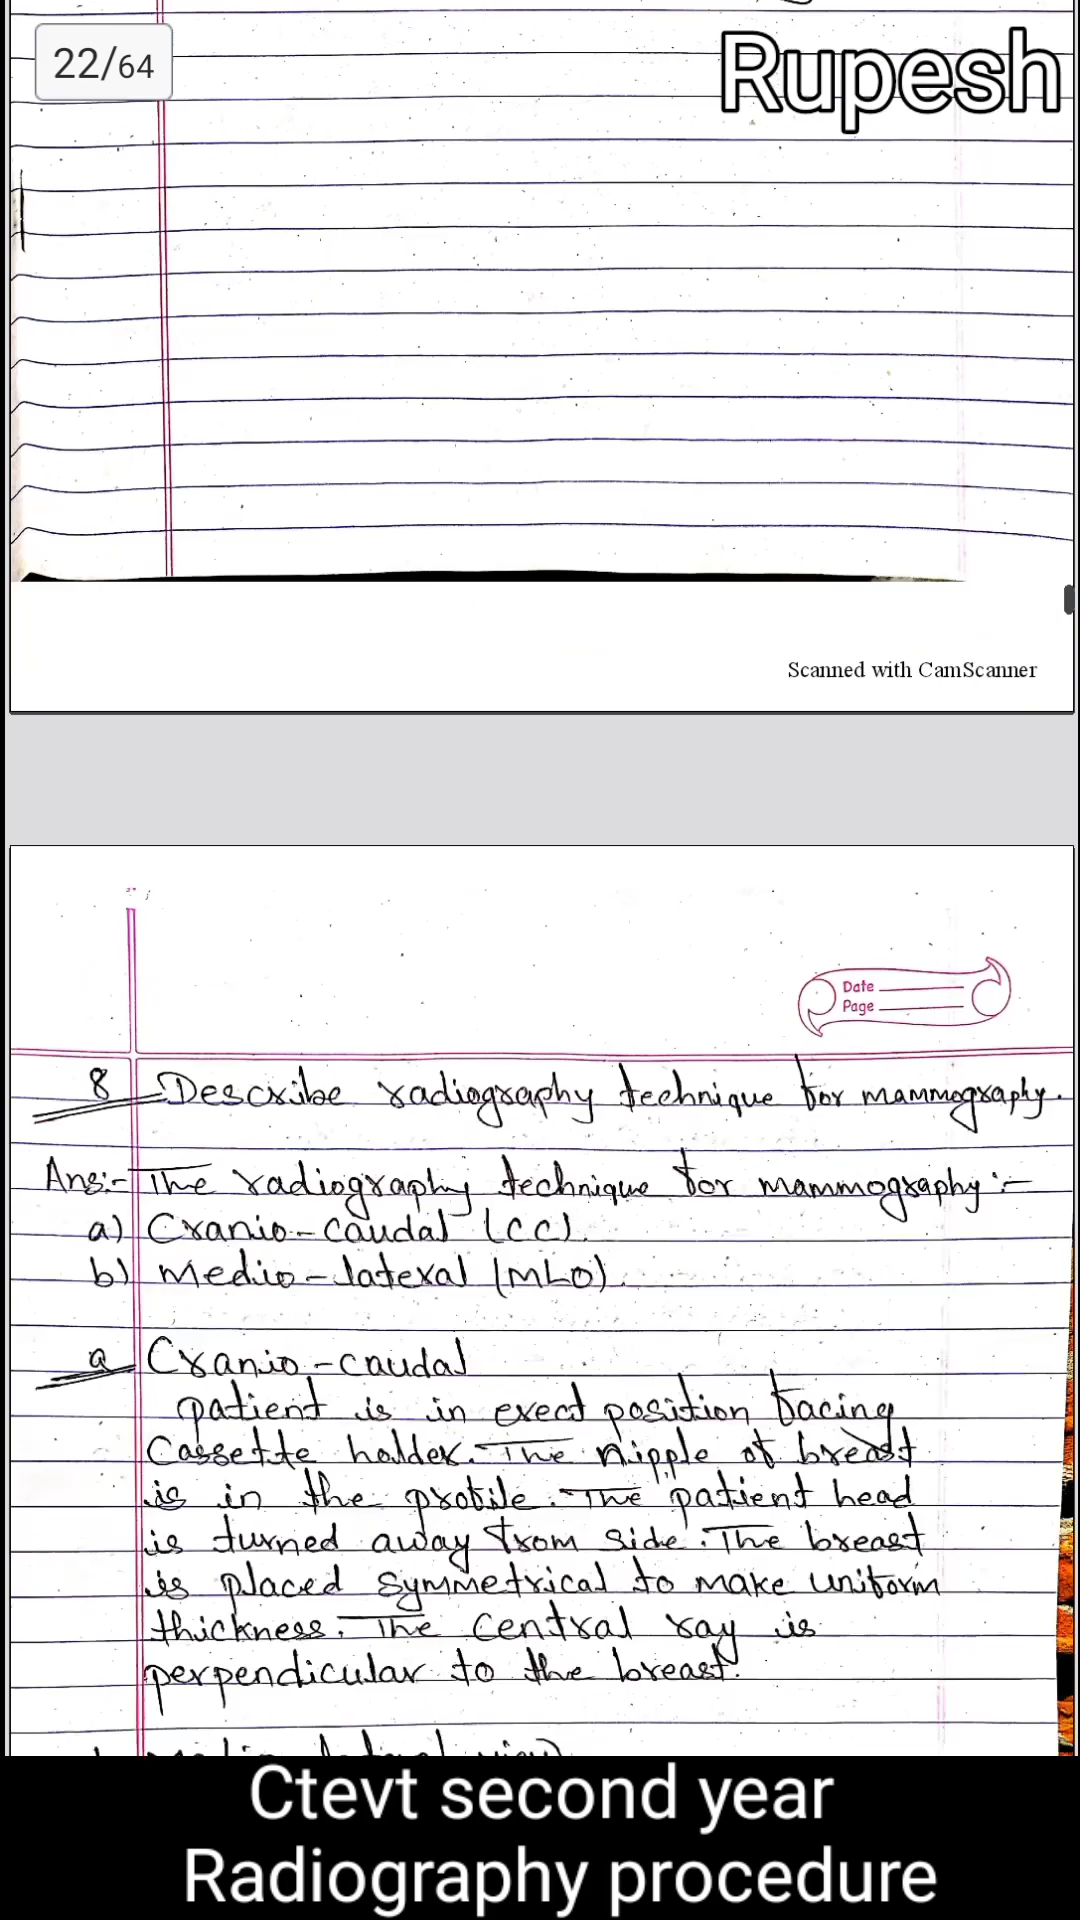 22/64
Rupesh
Scanned with CamScanner
Date
Page
8 Describe radiography technique for mammography.
Ans:- The radiography technique for mammography:-
a) Cranio-caudal (CC).
b) Medio-lateral (MLO).
a Cranio-caudal
patient is in erect position facing
Cassette holder. The nipple of breast
is in the profile. The patient head
is turned away from side. The breast
is placed symmetrical to make uniform
thickness. The central ray is
perpendicular to the breast.
Ctevt second year
Radiography procedure